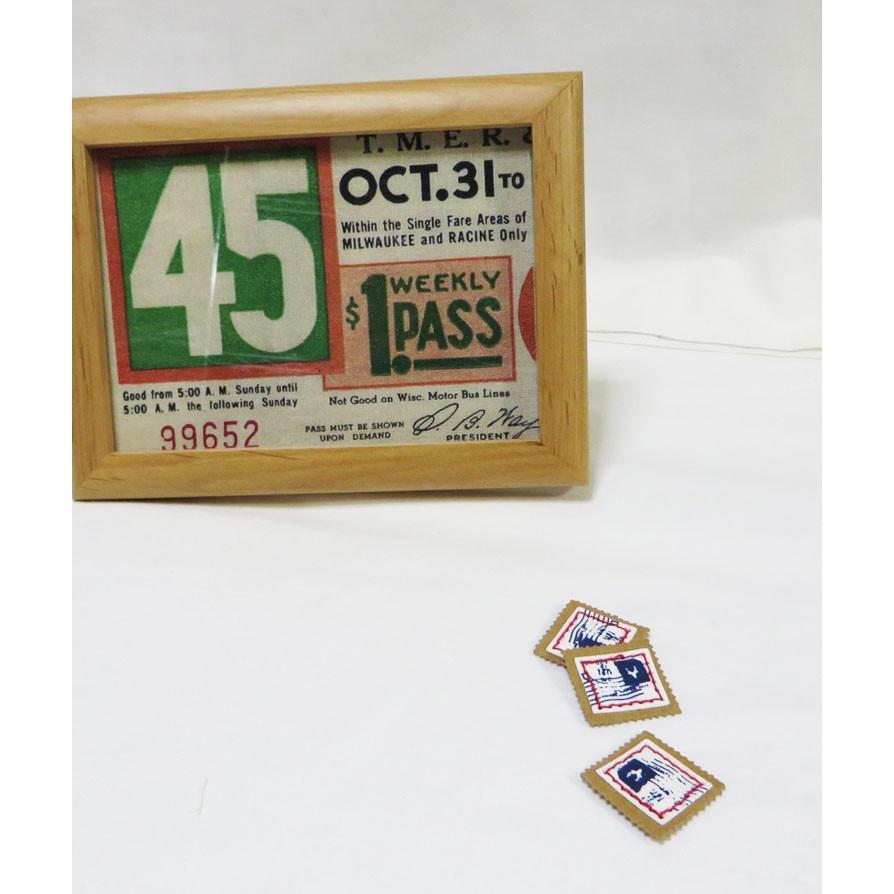 45
T. M. E. R. &
OCT. 31 TO
Within the Single Fare Areas of
MILWAUKEE and RACINE Only
$1. WEEKLY
PASS
Good from 5:00 A. M. Sunday until
5:00 A. M. the following Sunday
Not Good on Wisc. Motor Bus Lines
99652
PASS MUST BE SHOWN
UPON DEMAND
S. B. Way
PRESIDENT